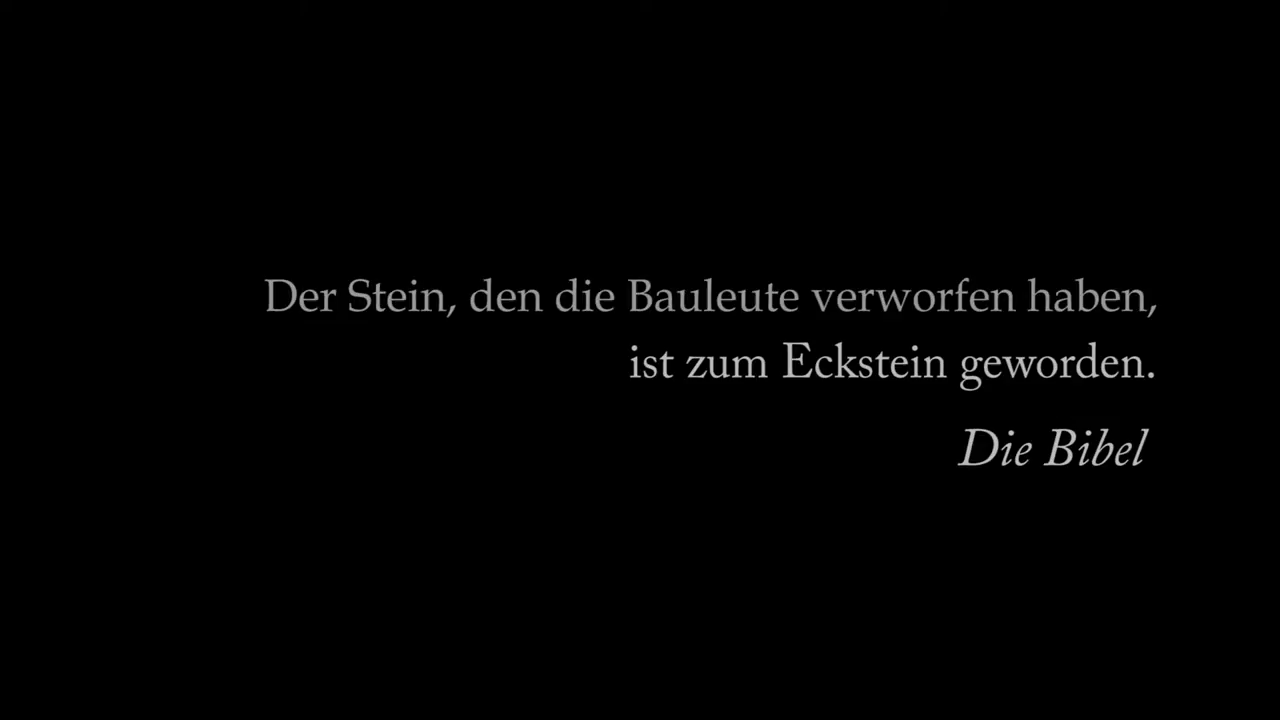 Der Stein, den die Bauleute verworfen haben,
ist zum Eckstein geworden.
Die Bibel